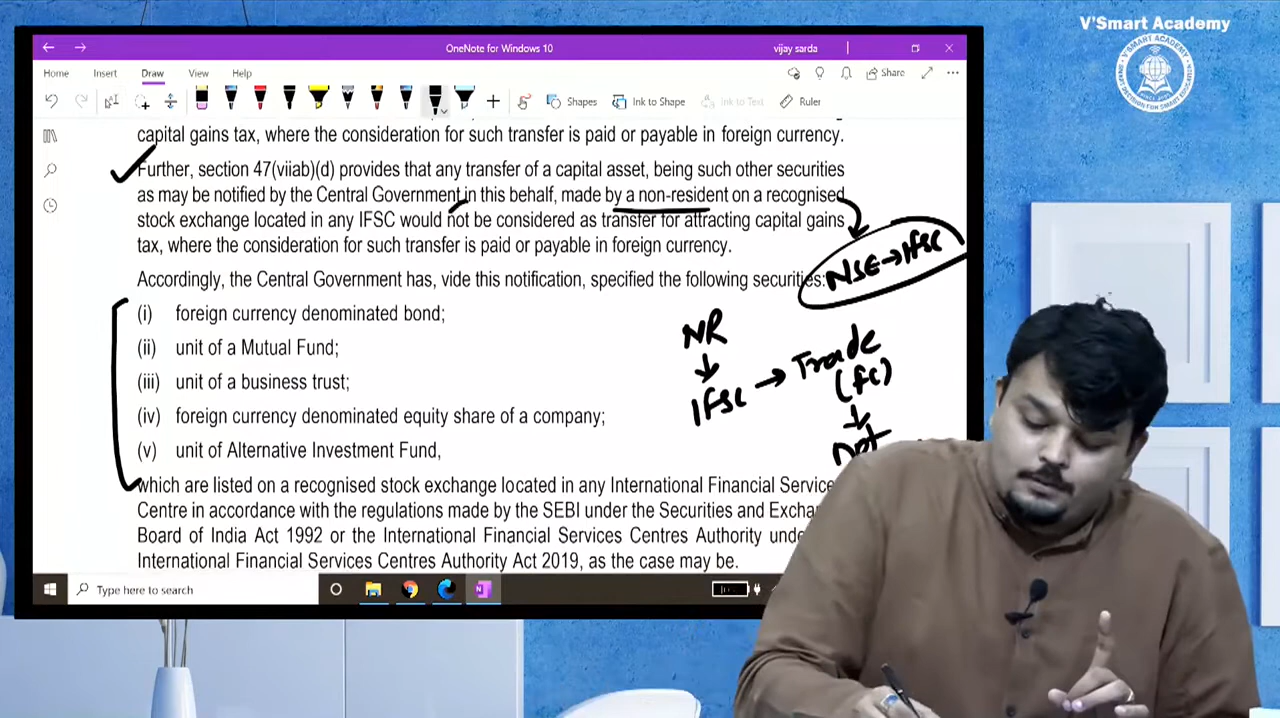 V'Smart Academy
OneNote for Windows 10
vijay sarda
Home Insert Draw View Help
Share
Shapes Ink to Shape Ink to Text Ruler
capital gains tax, where the consideration for such transfer is paid or payable in foreign currency.
Further, section 47(viiab)(d) provides that any transfer of a capital asset, being such other securities
as may be notified by the Central Government in this behalf, made by a non-resident on a recognised
stock exchange located in any IFSC would not be considered as transfer for attracting capital gains
tax, where the consideration for such transfer is paid or payable in foreign currency.
NSE→IFSC
Accordingly, the Central Government has, vide this notification, specified the following securities:
(i) foreign currency denominated bond;
(ii) unit of a Mutual Fund;
(iii) unit of a business trust;
(iv) foreign currency denominated equity share of a company;
(v) unit of Alternative Investment Fund,
NR
↓
IFSC → Trade
(FC)
↓
Not
which are listed on a recognised stock exchange located in any International Financial Service
Centre in accordance with the regulations made by the SEBI under the Securities and Exchan
Board of India Act 1992 or the International Financial Services Centres Authority unde
International Financial Services Centres Authority Act 2019, as the case may be.
Type here to search